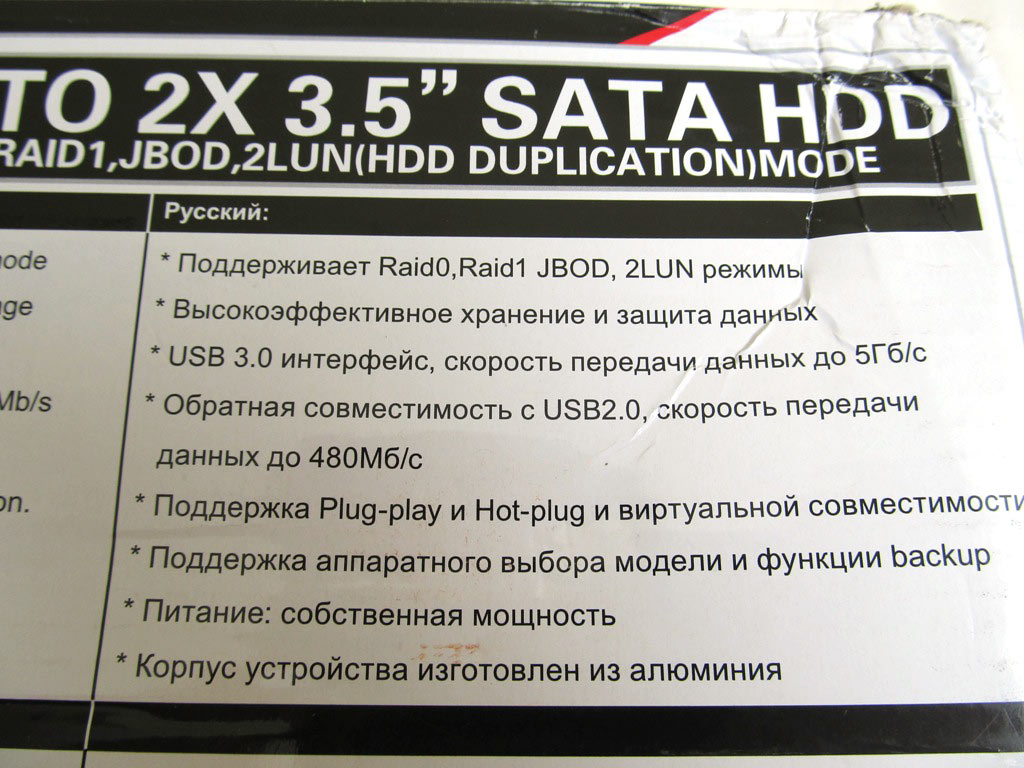 TO 2X 3.5” SATA HDD
RAID1,JBOD,2LUN(HDD DUPLICATION)MODE
Русский:
* Поддерживает Raid0,Raid1 JBOD, 2LUN режимы
* Высокоэффективное хранение и защита данных
* USB 3.0 интерфейс, скорость передачи данных до 5Гб/с
Mb/s
* Обратная совместимость с USB2.0, скорость передачи
данных до 480Мб/с
on.
* Поддержка Plug-play и Hot-plug и виртуальной совместимости
* Поддержка аппаратного выбора модели и функции backup
* Питание: собственная мощность
* Корпус устройства изготовлен из алюминия